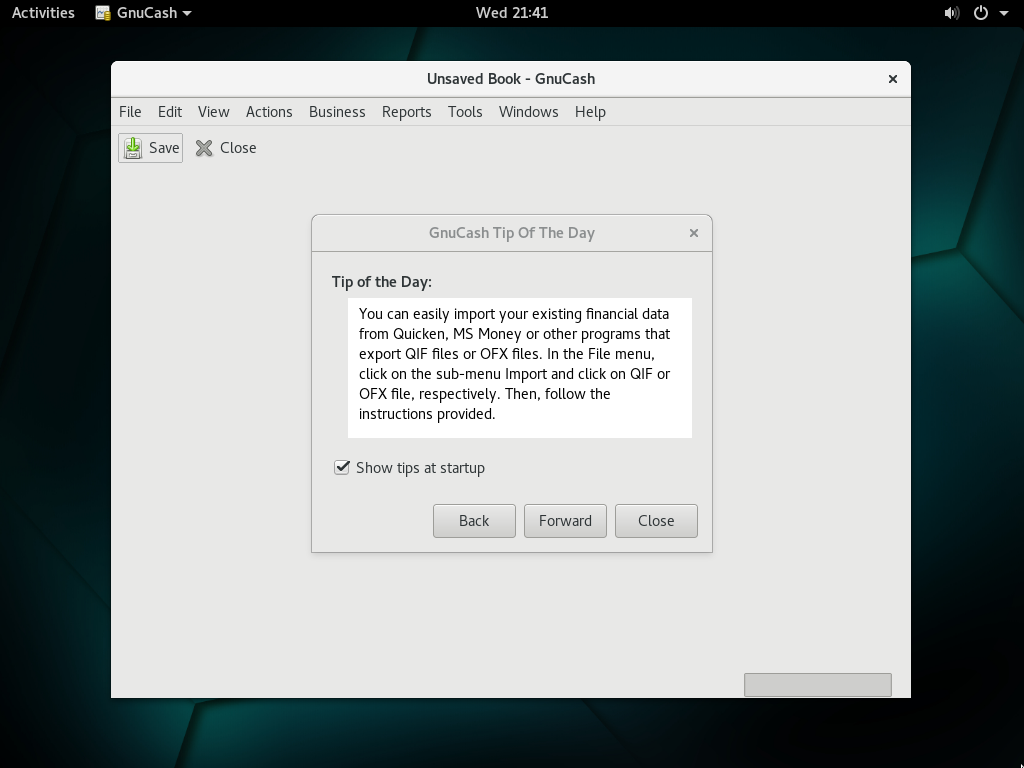 Activities GnuCash Wed 21:41
Unsaved Book - GnuCash
File Edit View Actions Business Reports Tools Windows Help
Save Close
GnuCash Tip Of The Day
Tip of the Day:
You can easily import your existing financial data
from Quicken, MS Money or other programs that
export QIF files or OFX files. In the File menu,
click on the sub-menu Import and click on QIF or
OFX file, respectively. Then, follow the
instructions provided.
Show tips at startup
Back Forward Close